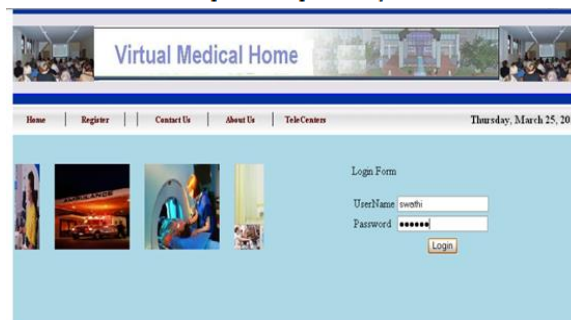 Virtual Medical Home
Home | Register | | Contact Us | About Us | TeleCenters Thursday, March 25, 20
AMBULANCE
Login Form
UserName swathi
Password ●●●●●●
Login